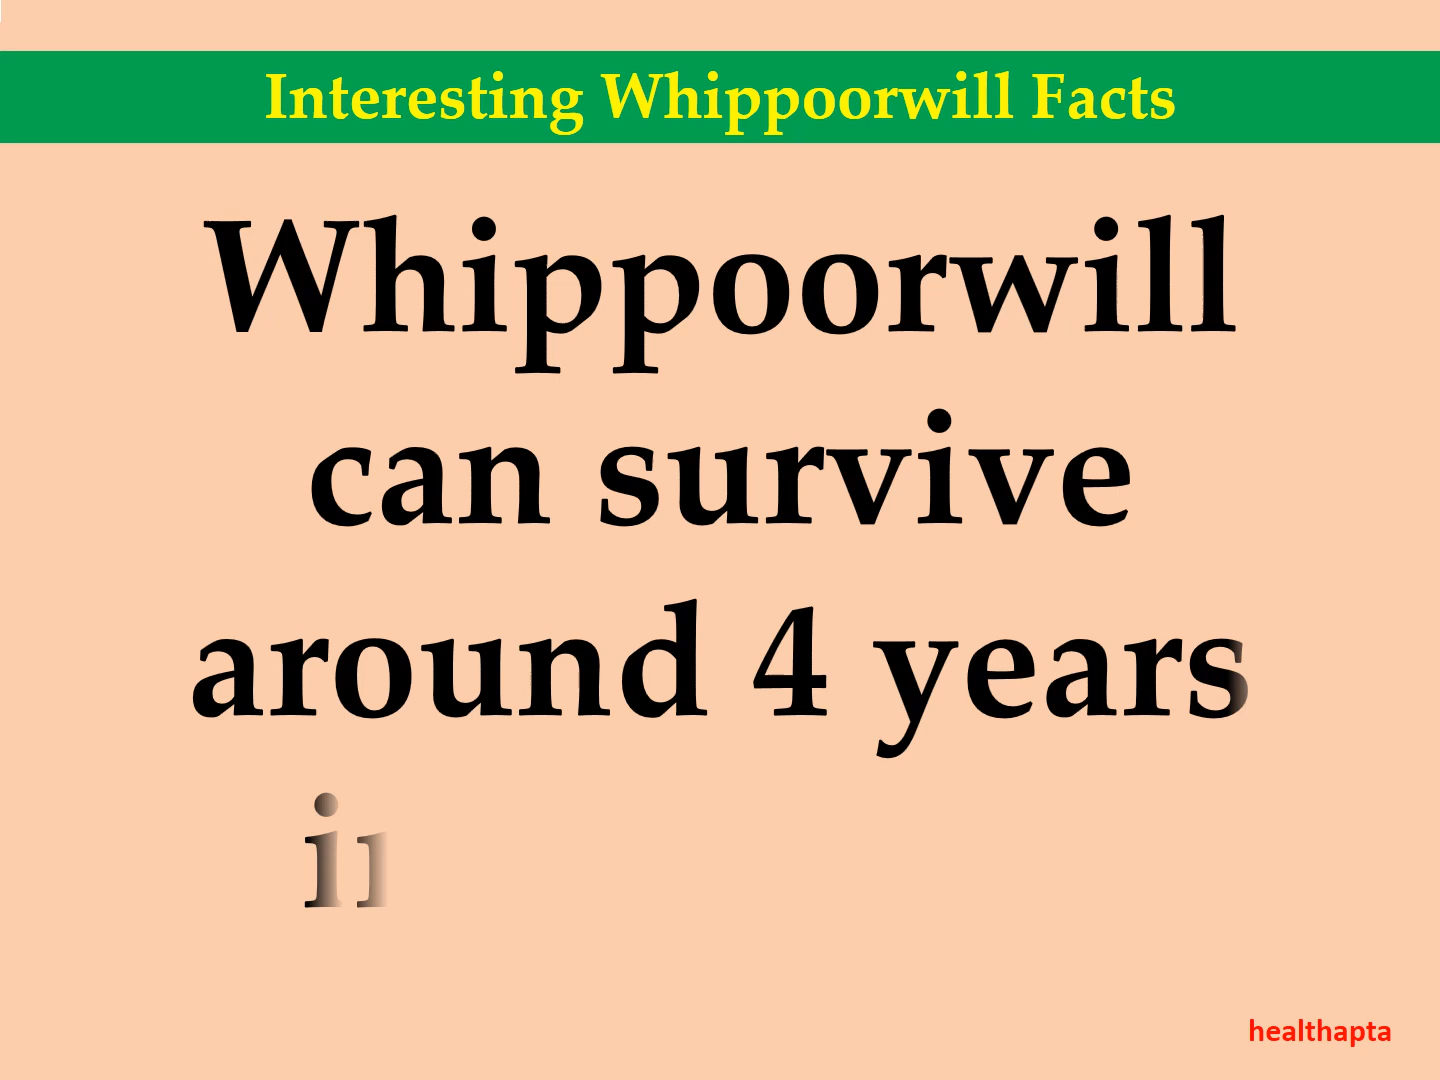 Interesting Whippoorwill Facts
Whippoorwill
can survive
around 4 years
healthapta